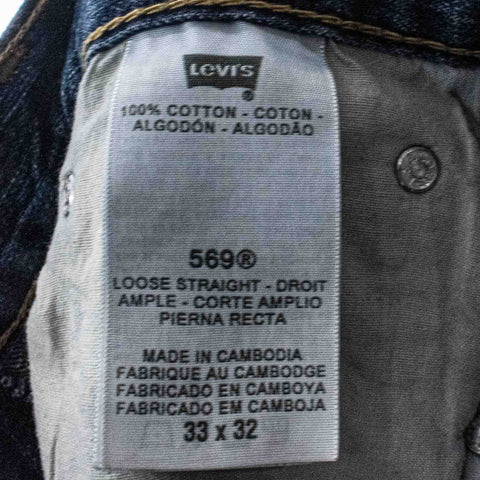 Levi's
®
100% COTTON - COTON -
ALGODÓN - ALGODÃO
569®
LOOSE STRAIGHT - DROIT
AMPLE - CORTE AMPLIO
PIERNA RECTA
MADE IN CAMBODIA
FABRIQUE AU CAMBODGE
FABRICADO EN CAMBOYA
FABRICADO EM CAMBOJA
33 x 32